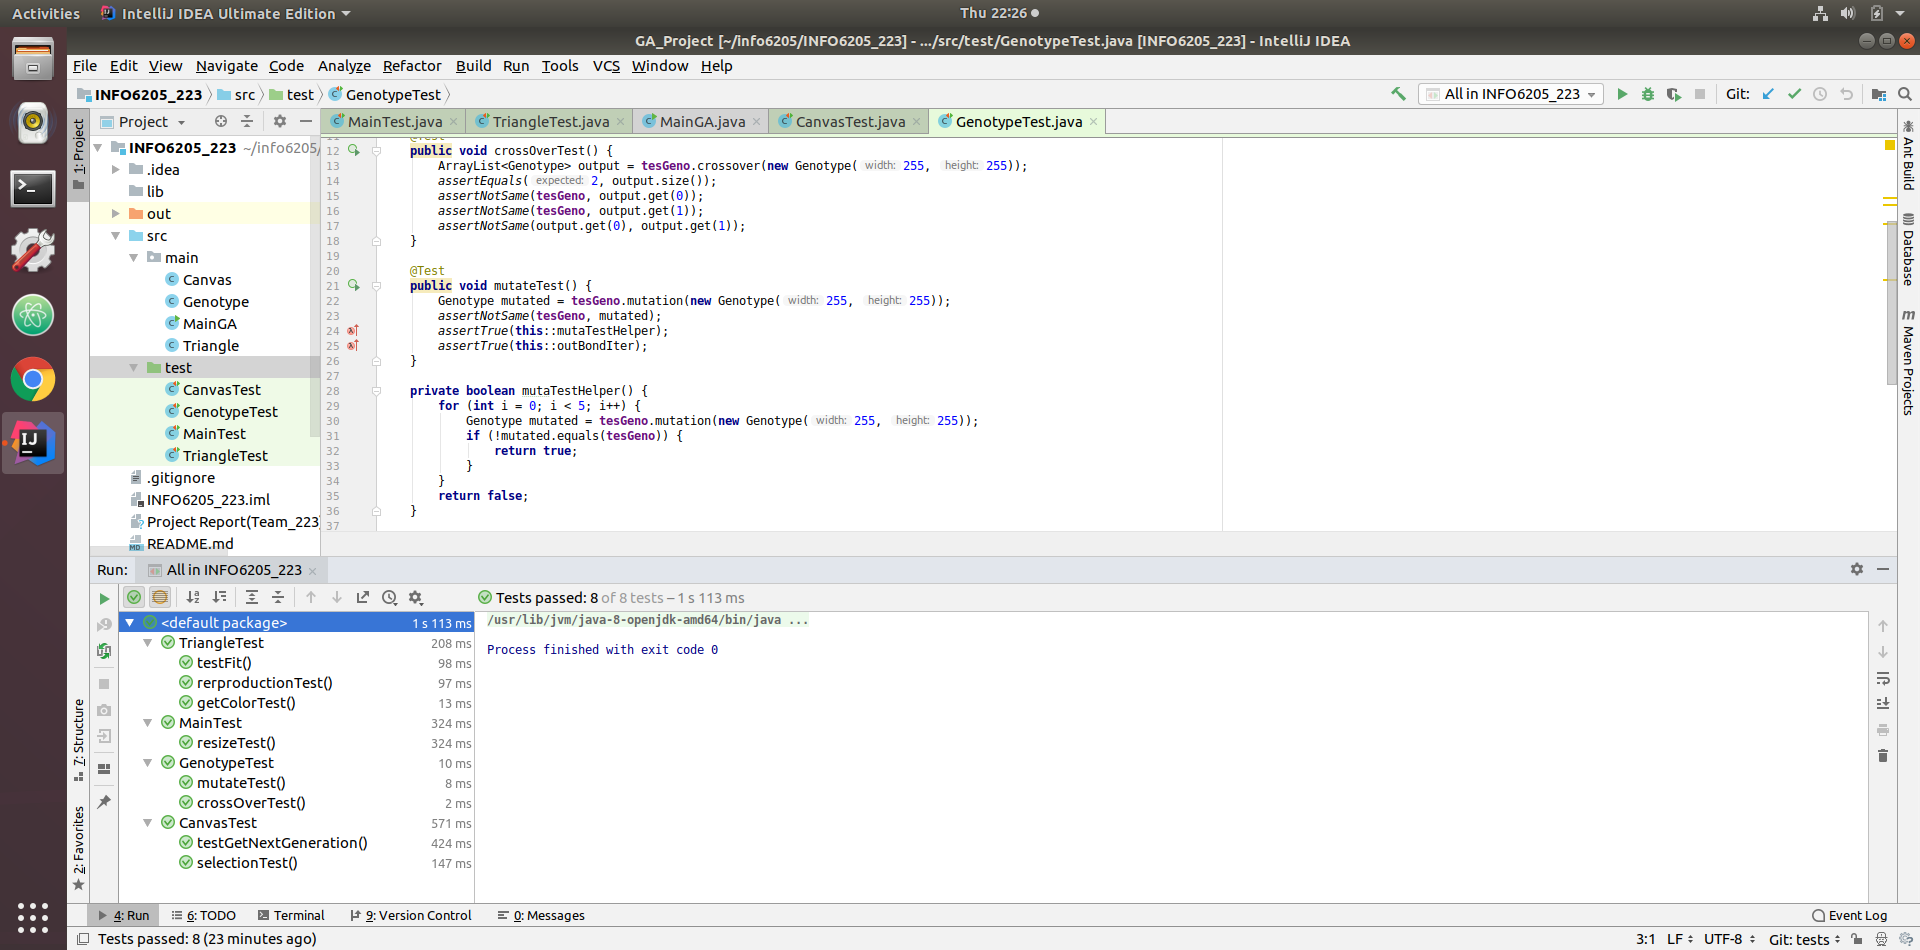 Activities IntelliJ IDEA Ultimate Edition Thu 22:26
GA_Project [~/info6205/INFO6205_223] - .../src/test/GenotypeTest.java [INFO6205_223] - IntelliJ IDEA
File Edit View Navigate Code Analyze Refactor Build Run Tools VCS Window Help
INFO6205_223 src test GenotypeTest All in INFO6205_223 Git:
1: Project
Project
MainTest.java TriangleTest.java MainGA.java CanvasTest.java GenotypeTest.java
INFO6205_223 ~/info6205/
.idea
lib
out
src
main
Canvas
Genotype
MainGA
Triangle
test
CanvasTest
GenotypeTest
MainTest
TriangleTest
.gitignore
INFO6205_223.iml
Project Report(Team_223
README.md
@Test
12 public void crossOverTest() {
13 ArrayList<Genotype> output = tesGeno.crossover(new Genotype( width: 255, height: 255));
14 assertEquals( expected: 2, output.size());
15 assertNotSame(tesGeno, output.get(0));
16 assertNotSame(tesGeno, output.get(1));
17 assertNotSame(output.get(0), output.get(1));
18 }
19
20 @Test
21 public void mutateTest() {
22 Genotype mutated = tesGeno.mutation(new Genotype( width: 255, height: 255));
23 assertNotSame(tesGeno, mutated);
24 assertTrue(this::mutaTestHelper);
25 assertTrue(this::outBondIter);
26 }
27
28 private boolean mutaTestHelper() {
29 for (int i = 0; i < 5; i++) {
30 Genotype mutated = tesGeno.mutation(new Genotype( width: 255, height: 255));
31 if (!mutated.equals(tesGeno)) {
32 return true;
33 }
34 }
35 return false;
36 }
37
Ant Build
Database
Maven Projects
Run: All in INFO6205_223
Tests passed: 8 of 8 tests – 1 s 113 ms
<default package> 1 s 113 ms
TriangleTest 208 ms
testFit() 98 ms
rerproductionTest() 97 ms
getColorTest() 13 ms
MainTest 324 ms
resizeTest() 324 ms
GenotypeTest 10 ms
mutateTest() 8 ms
crossOverTest() 2 ms
CanvasTest 571 ms
testGetNextGeneration() 424 ms
selectionTest() 147 ms
/usr/lib/jvm/java-8-openjdk-amd64/bin/java ...
Process finished with exit code 0
7: Structure
2: Favorites
4: Run 6: TODO Terminal 9: Version Control 0: Messages Event Log
Tests passed: 8 (23 minutes ago) 3:1 LF UTF-8 Git: tests